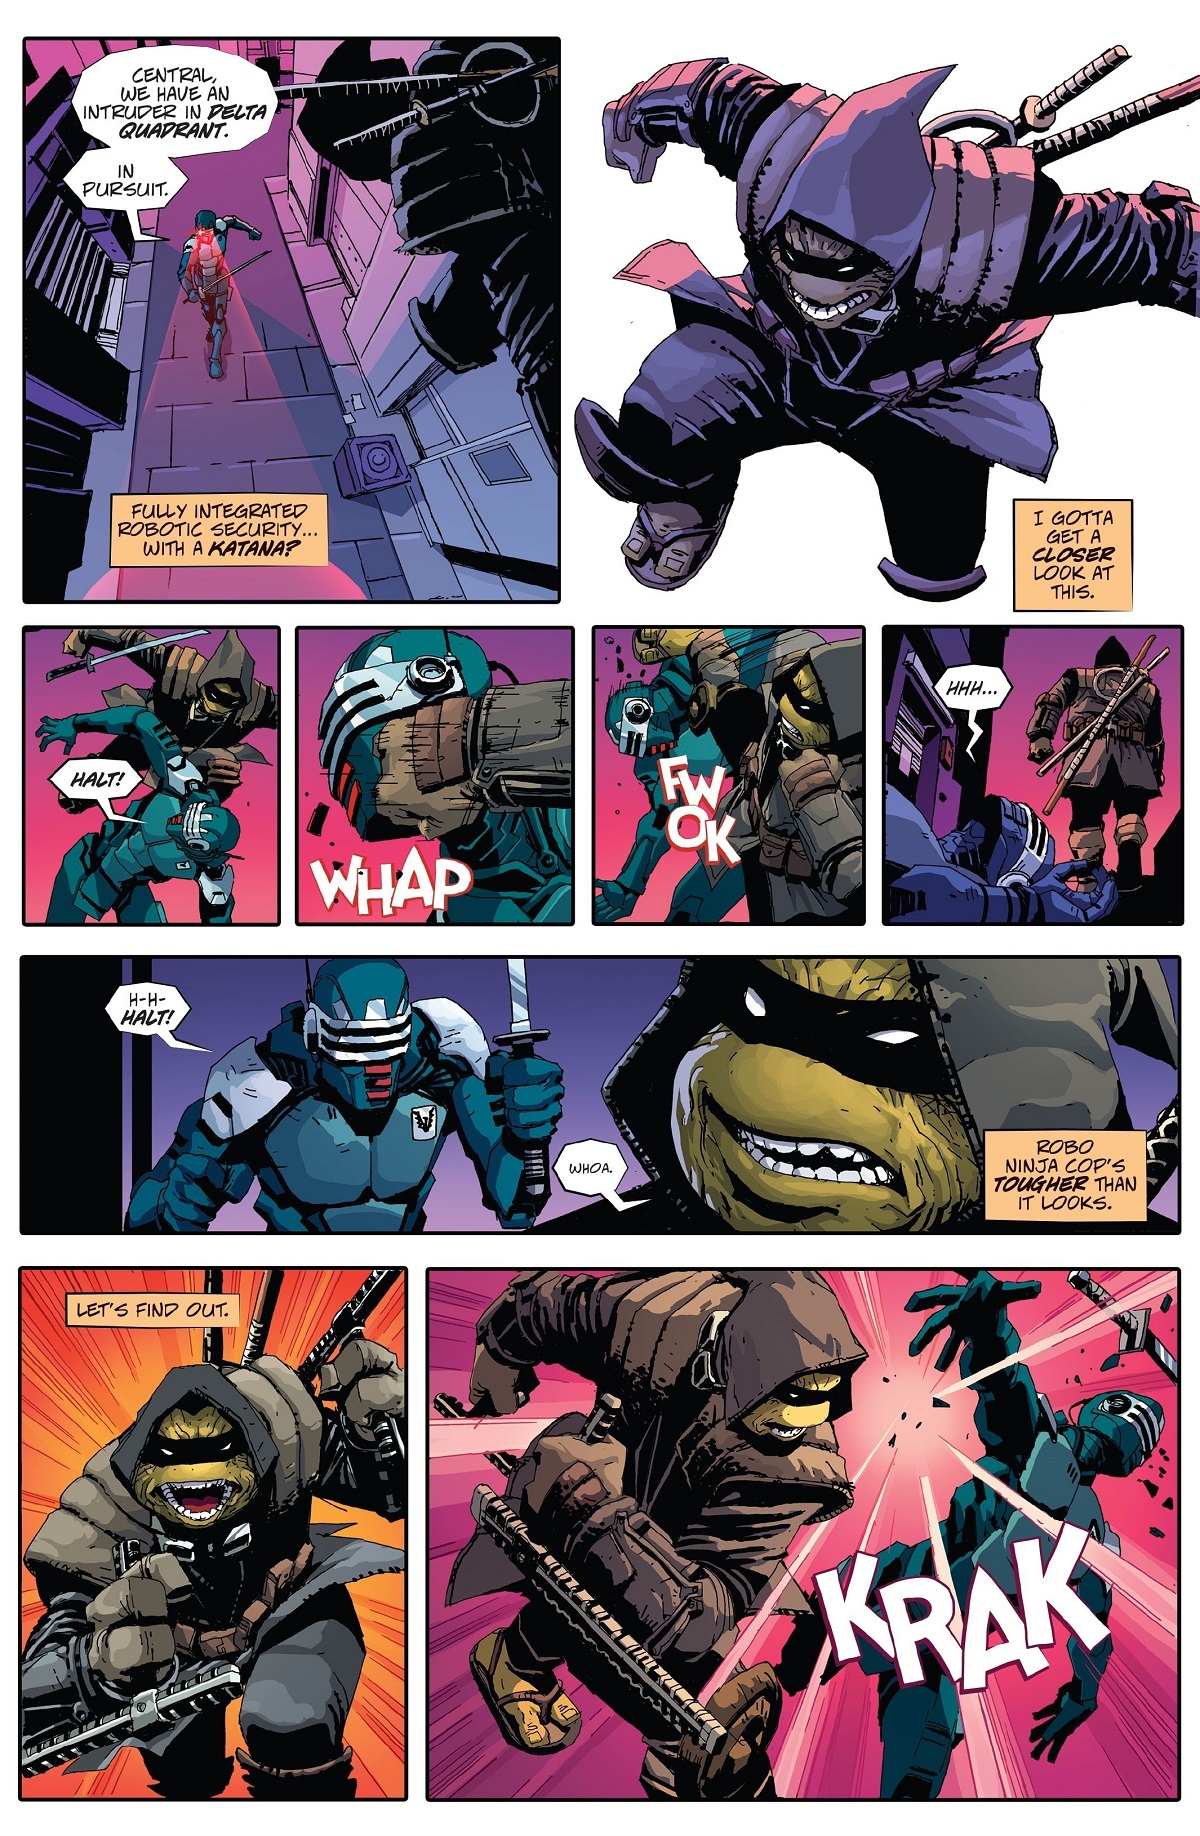 CENTRAL,
WE HAVE AN
INTRUDER IN DELTA
QUADRANT.
IN
PURSUIT.
FULLY INTEGRATED
ROBOTIC SECURITY...
WITH A KATANA?
I GOTTA
GET A
CLOSER
LOOK AT
THIS.
HALT!
WHAP
FW
OK
HHH...
H-H-
HALT!
WHOA.
ROBO
NINJA COP'S
TOUGHER THAN
IT LOOKS.
LET'S FIND OUT.
KRAK